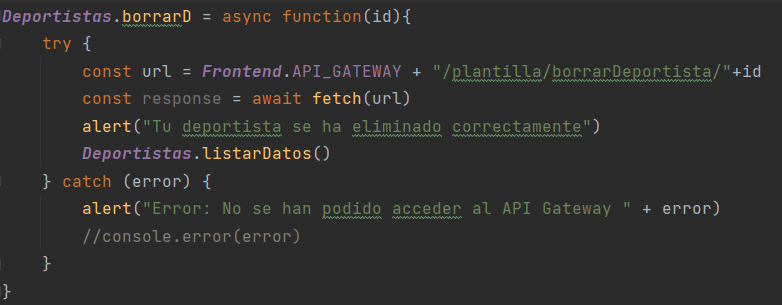 Deportistas.borrarD = async function(id){
    try {
        const url = Frontend.API_GATEWAY + "/plantilla/borrarDeportista/"+id
        const response = await fetch(url)
        alert("Tu deportista se ha eliminado correctamente")
        Deportistas.listarDatos()
    } catch (error) {
        alert("Error: No se han podido acceder al API Gateway " + error)
        //console.error(error)
    }
}